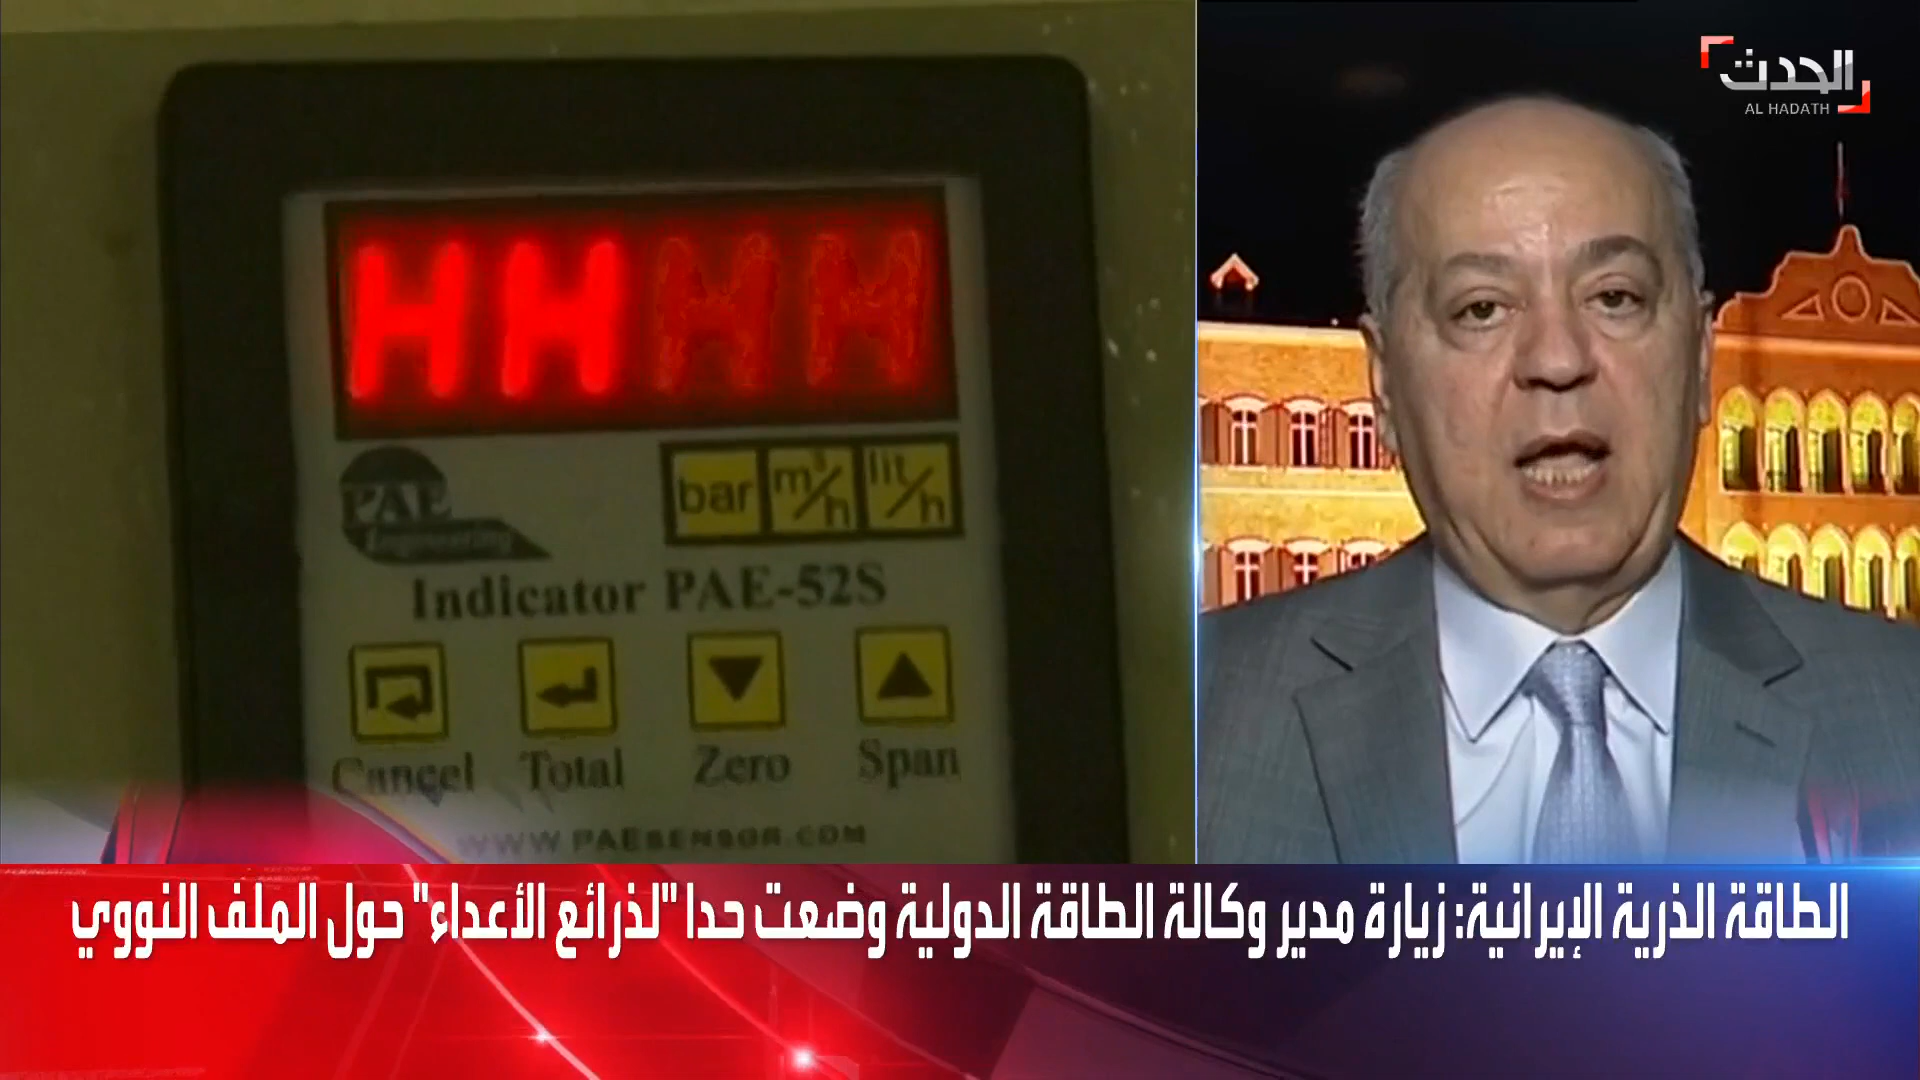 الحدث
AL HADATH
HHHH
PAE
Engineering
bar m³/h lit/h
Indicator PAE-52S
Cancel Total Zero Span
WWW.PAESENSOR.COM
الطاقة الذرية الإيرانية: زيارة مدير وكالة الطاقة الدولية وضعت حدا "لذرائع الأعداء" حول الملف النووي